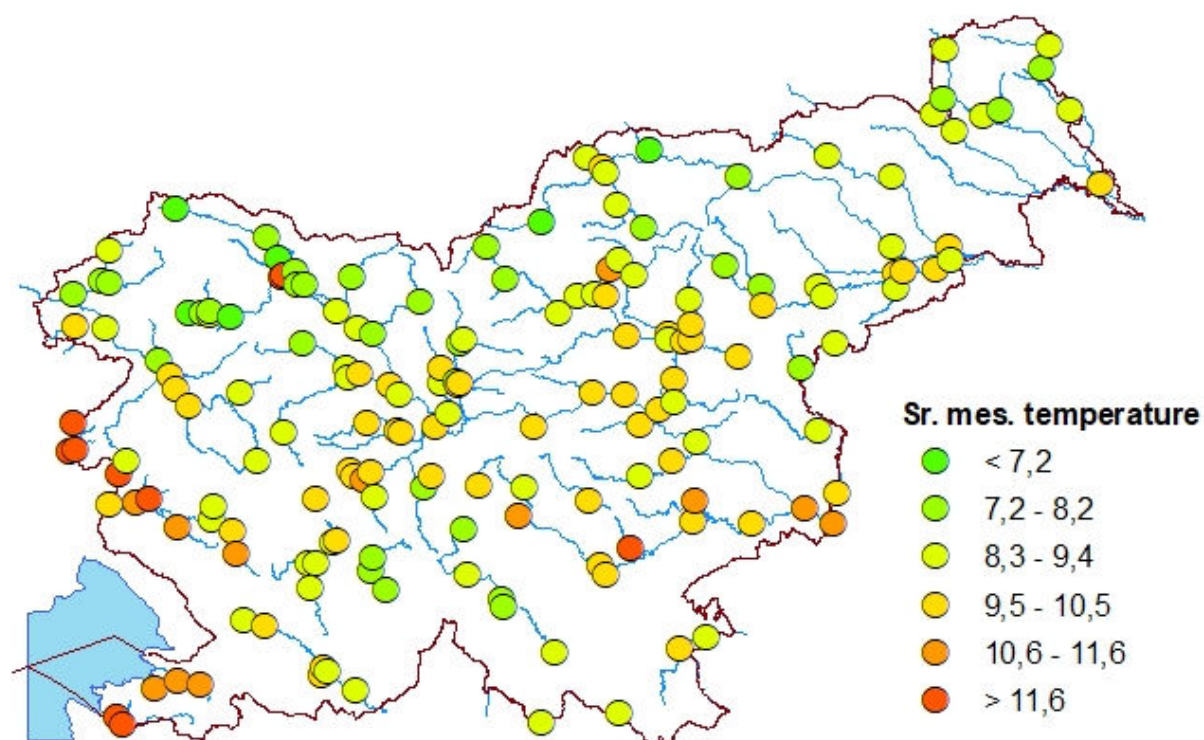 Sr. mes. temperature
< 7,2
7,2 - 8,2
8,3 - 9,4
9,5 - 10,5
10,6 - 11,6
> 11,6